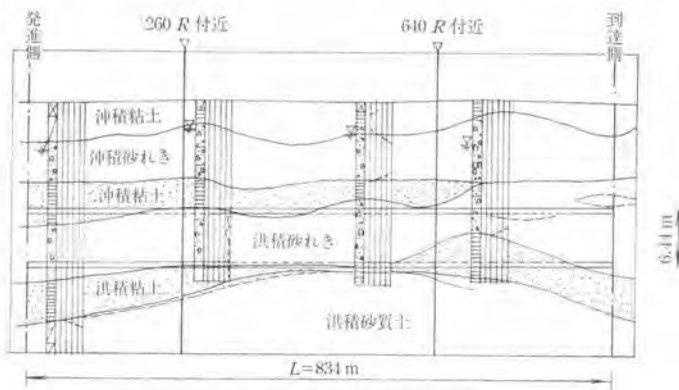 発進側
260 R 付近
640 R 付近
到達側
沖積粘土
沖積砂れき
沖積粘土
洪積砂れき
洪積粘土
洪積砂質土
6.44 m
L=834 m